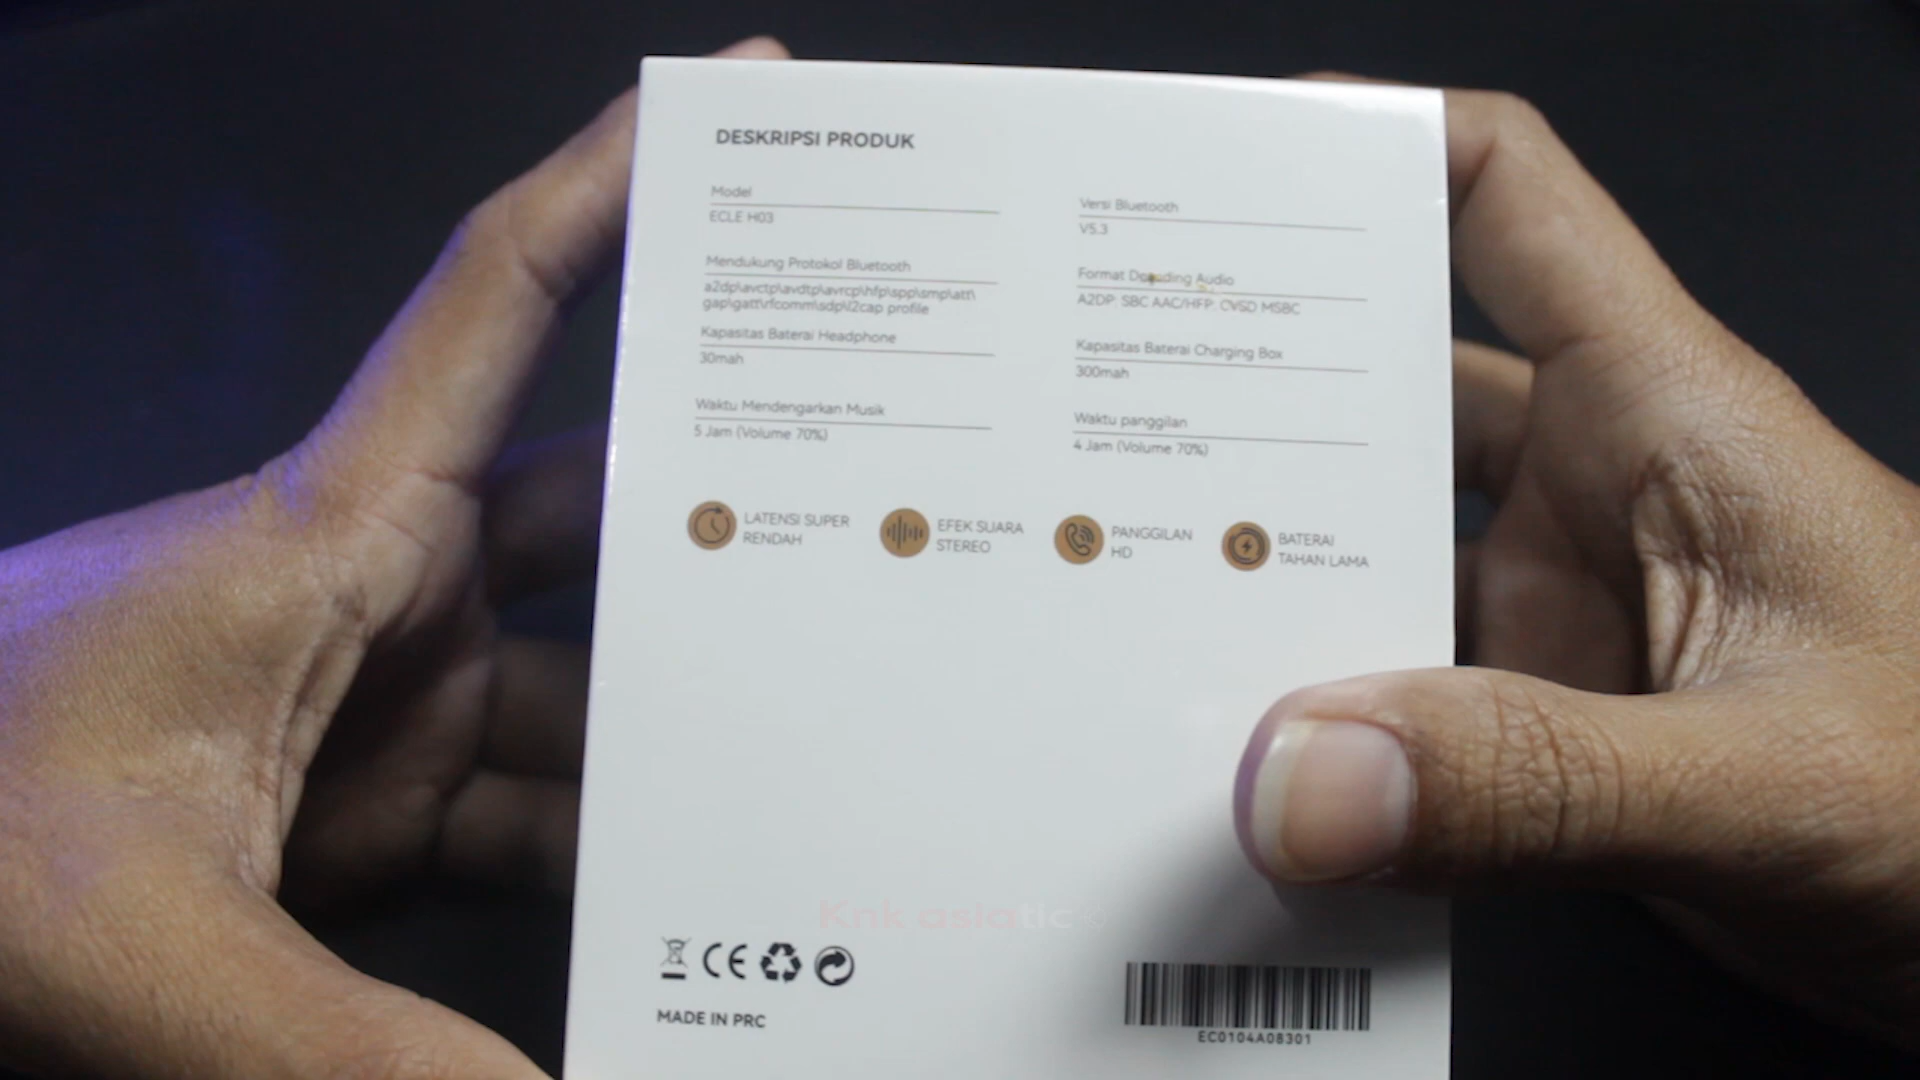 DESKRIPSI PRODUK
Model
ECLE H03
Versi Bluetooth
V5.3
Mendukung Protokol Bluetooth
a2dp\avctp\avdtp\avrcp\hfp\spp\smp\att\
gap\gatt\rfcomm\sdp\l2cap profile
Format Decoding Audio
A2DP: SBC AAC/HFP: CVSD MSBC
Kapasitas Baterai Headphone
30mah
Kapasitas Baterai Charging Box
300mah
Waktu Mendengarkan Musik
5 Jam (Volume 70%)
Waktu panggilan
4 Jam (Volume 70%)
LATENSI SUPER
RENDAH
EFEK SUARA
STEREO
PANGGILAN
HD
BATERAI
TAHAN LAMA
Knk asiatic
CE
MADE IN PRC
EC0104A08301